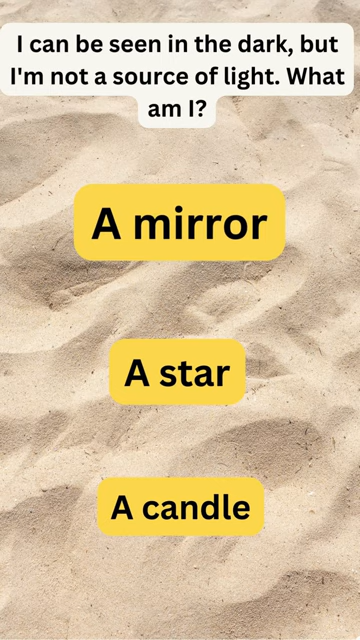 I can be seen in the dark, but
I'm not a source of light. What
am I?
A mirror
A star
A candle